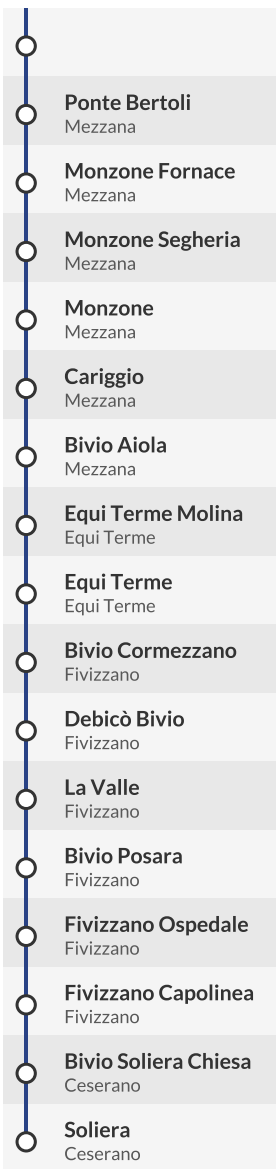 Ponte Bertoli
Mezzana
Monzone Fornace
Mezzana
Monzone Segheria
Mezzana
Monzone
Mezzana
Cariggio
Mezzana
Bivio Aiola
Mezzana
Equi Terme Molina
Equi Terme
Equi Terme
Equi Terme
Bivio Cormezzano
Fivizzano
Debicò Bivio
Fivizzano
La Valle
Fivizzano
Bivio Posara
Fivizzano
Fivizzano Ospedale
Fivizzano
Fivizzano Capolinea
Fivizzano
Bivio Soliera Chiesa
Ceserano
Soliera
Ceserano